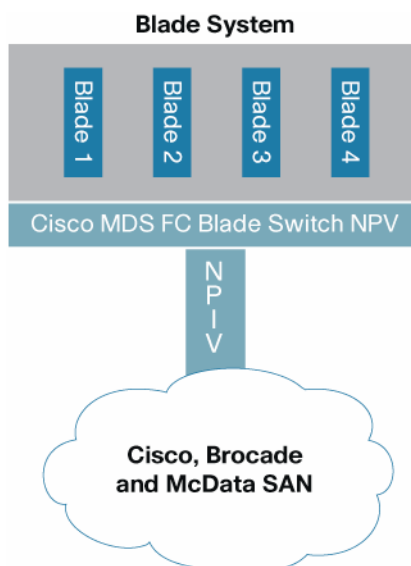 Blade System
Blade 1
Blade 2
Blade 3
Blade 4
Cisco MDS FC Blade Switch NPV
NPIV
Cisco, Brocade
and McData SAN